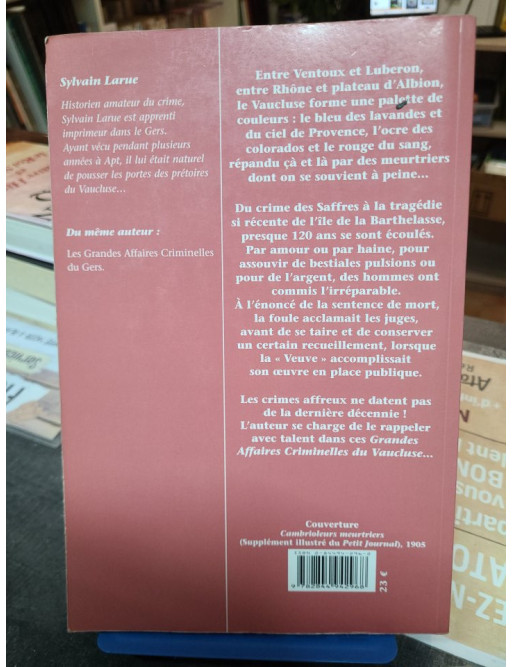 Sylvain Larue
Historien amateur du crime,
Sylvain Larue est apprenti
imprimeur dans le Gers.
Ayant vécu pendant plusieurs
années à Apt, il lui était naturel
de pousser les portes des prétoires
du Vaucluse...
Du même auteur :
Les Grandes Affaires Criminelles
du Gers.
Entre Ventoux et Luberon,
entre Rhône et plateau d'Albion,
le Vaucluse forme une palette de
couleurs : le bleu des lavandes et
du ciel de Provence, l'ocre des
colorados et le rouge du sang,
répandu çà et là par des meurtriers
dont on se souvient à peine...
Du crime des Saffres à la tragédie
si récente de l'île de la Barthelasse,
presque 120 ans se sont écoulés.
Par amour ou par haine, pour
assouvir de bestiales pulsions ou
pour de l'argent, des hommes ont
commis l'irréparable.
À l'énoncé de la sentence de mort,
la foule acclamait les juges,
avant de se taire et de conserver
un certain recueillement, lorsque
la « Veuve » accomplissait
son œuvre en place publique.
Les crimes affreux ne datent pas
de la dernière décennie !
L'auteur se charge de le rappeler
avec talent dans ces Grandes
Affaires Criminelles du Vaucluse...
Couverture
Cambrioleurs meurtriers
(Supplément illustré du Petit Journal), 1905
ISBN 2-84494-294-2
9 782844 942968
23 €